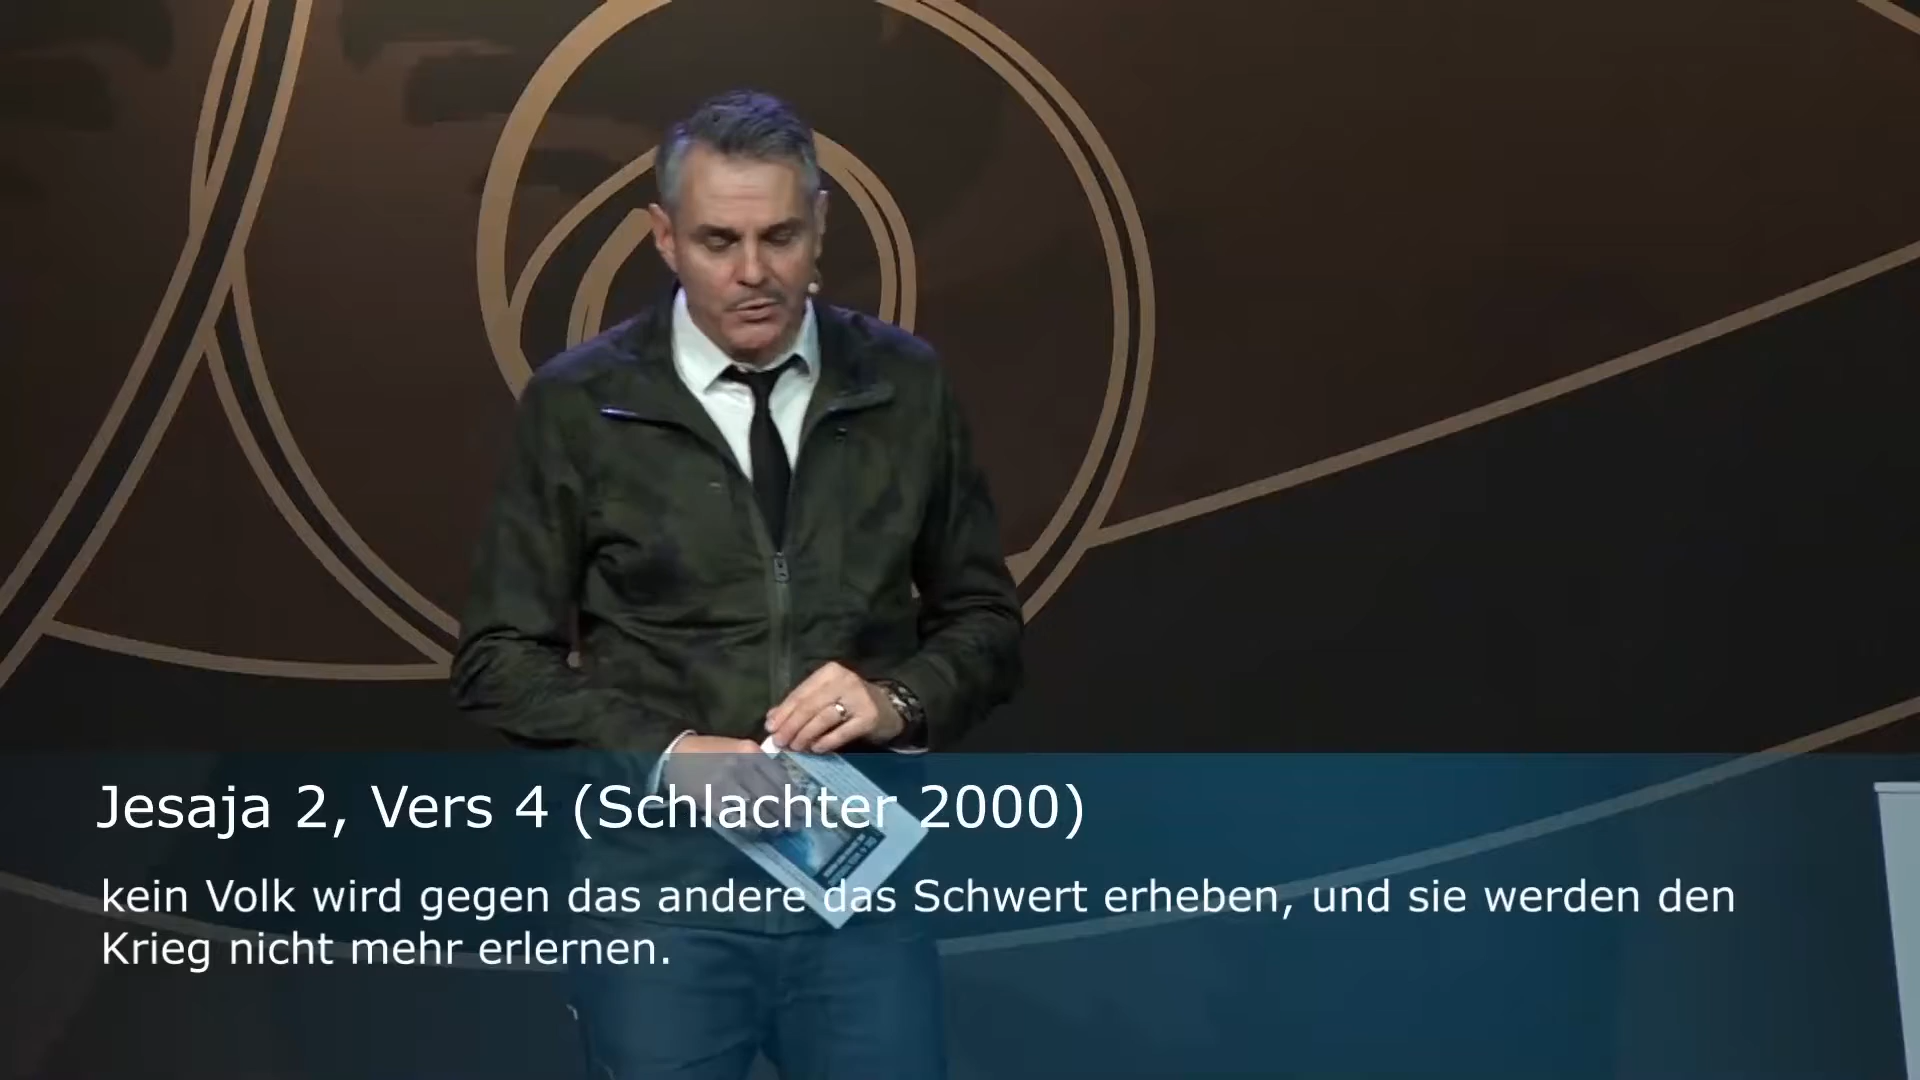 Jesaja 2, Vers 4 (Schlachter 2000)
kein Volk wird gegen das andere das Schwert erheben, und sie werden den
Krieg nicht mehr erlernen.